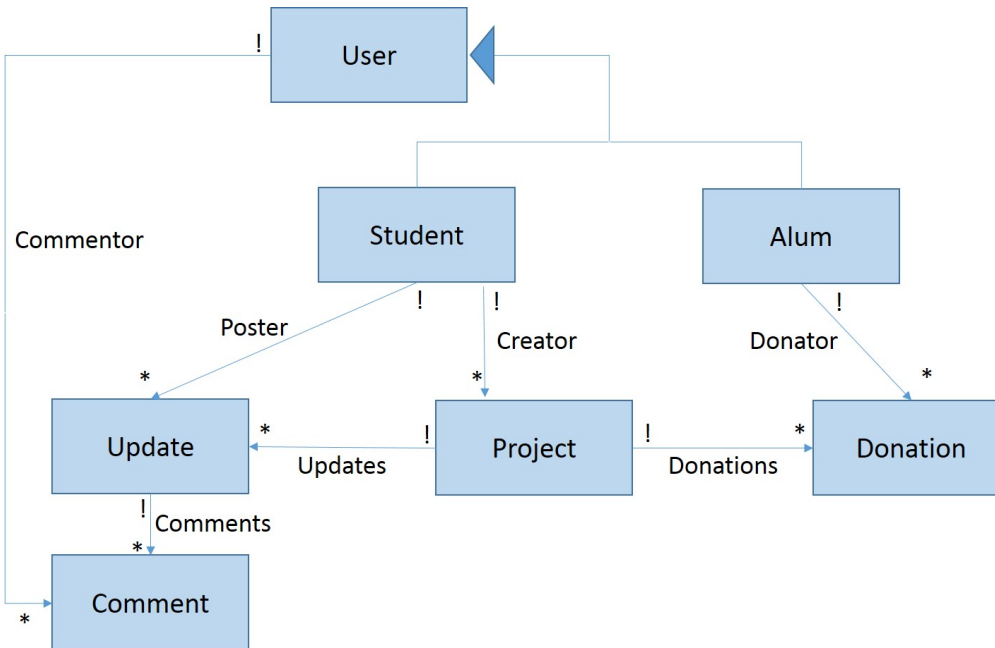 !
User
Commentor
Student
Alum
!
!
!
Poster
Creator
Donator
*
*
*
Update
*
!
Project
!
*
Donation
Updates
Donations
!
Comments
*
Comment
*